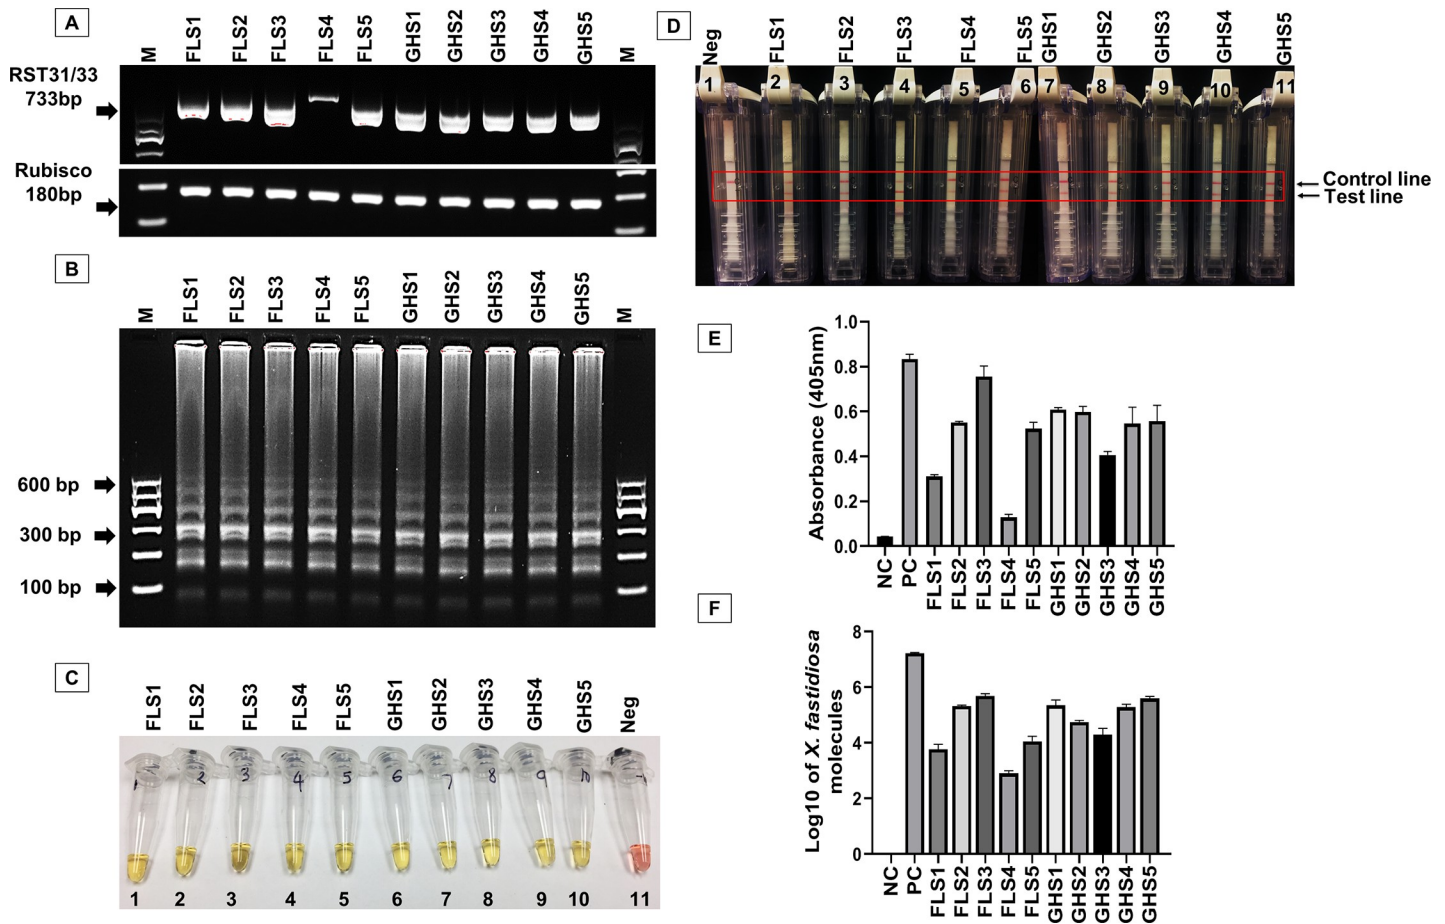 A
M
FLS1
FLS2
FLS3
FLS4
FLS5
GHS1
GHS2
GHS3
GHS4
GHS5
M
RST31/33
733bp
Rubisco
180bp
B
M
FLS1
FLS2
FLS3
FLS4
FLS5
GHS1
GHS2
GHS3
GHS4
GHS5
M
600 bp
300 bp
100 bp
C
FLS1
FLS2
FLS3
FLS4
FLS5
GHS1
GHS2
GHS3
GHS4
GHS5
Neg
2 3 4 5 6 7 8 9 10
1 2 3 4 5 6 7 8 9 10 11
D
Neg
FLS1
FLS2
FLS3
FLS4
FLS5
GHS1
GHS2
GHS3
GHS4
GHS5
1 2 3 4 5 6 7 8 9 10 11
Control line
Test line
E
Absorbance (405nm)
1.0
0.8
0.6
0.4
0.2
0.0
NC
PC
FLS1
FLS2
FLS3
FLS4
FLS5
GHS1
GHS2
GHS3
GHS4
GHS5
F
Log10 of X. fastidiosa
molecules
8
6
4
2
0
NC
PC
FLS1
FLS2
FLS3
FLS4
FLS5
GHS1
GHS2
GHS3
GHS4
GHS5